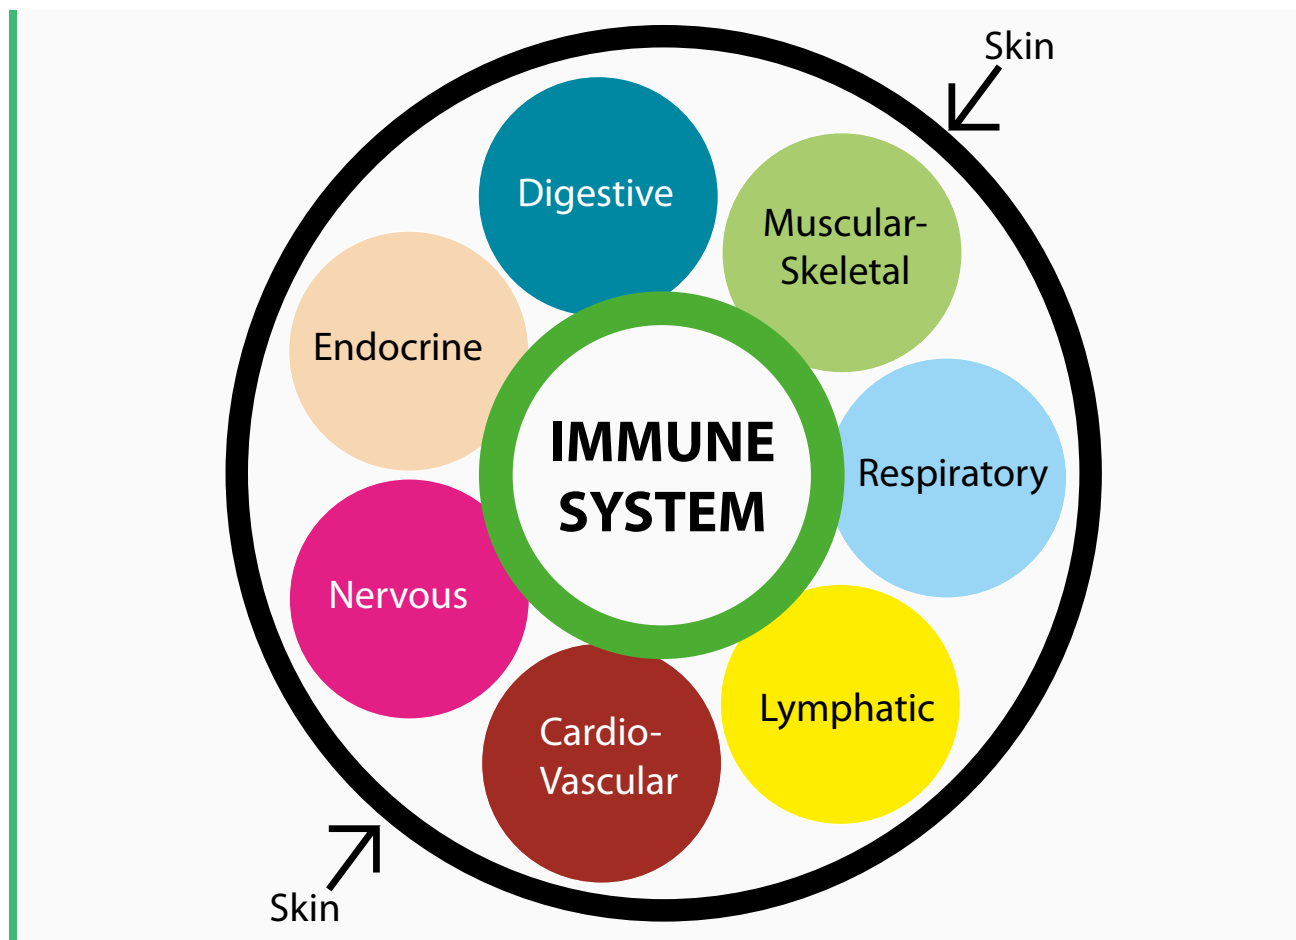 Skin
Digestive
Muscular-
Skeletal
Endocrine
IMMUNE
SYSTEM
Respiratory
Nervous
Lymphatic
Cardio-
Vascular
Skin